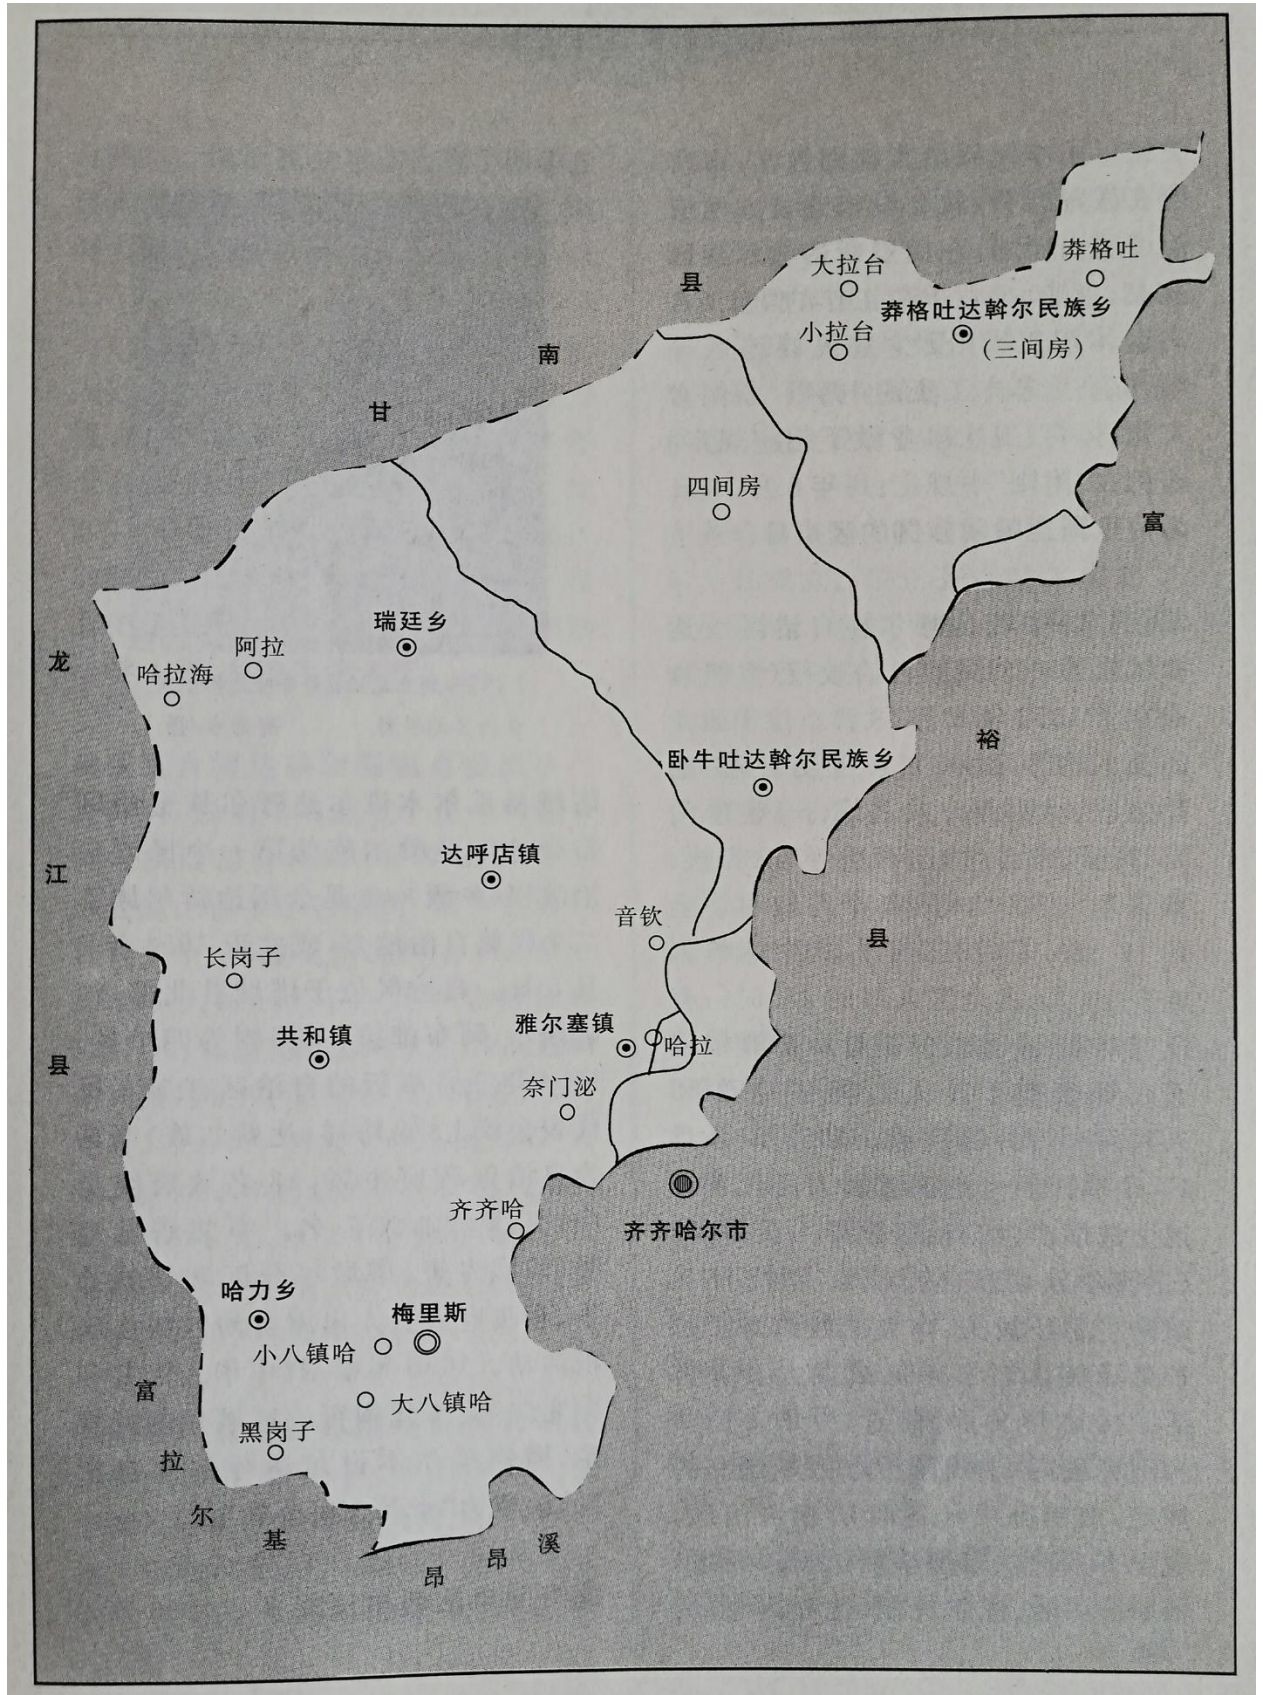 莽格吐
大拉台
县
莽格吐达斡尔民族乡
小拉台
(三间房)
南
甘
四间房
富
瑞廷乡
阿拉
龙
哈拉海
裕
卧牛吐达斡尔民族乡
达呼店镇
江
音钦
县
长岗子
雅尔塞镇
共和镇
哈拉
县
奈门泌
齐齐哈
齐齐哈尔市
哈力乡
梅里斯
小八镇哈
富
大八镇哈
黑岗子
拉
尔
基
溪
昂
昂